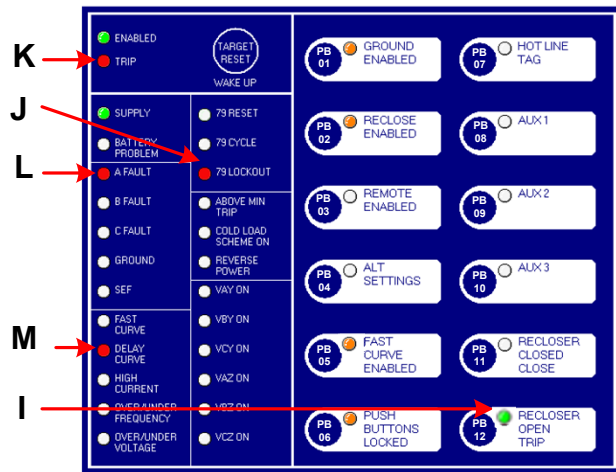 K
J
L
M
I
ENABLED
TRIP
TARGET
RESET
WAKE UP
SUPPLY
BATTERY
PROBLEM
A FAULT
B FAULT
C FAULT
GROUND
SEF
FAST
CURVE
DELAY
CURVE
HIGH
CURRENT
OVER/UNDER
FREQUENCY
OVER/UNDER
VOLTAGE
79 RESET
79 CYCLE
79 LOCKOUT
ABOVE MIN
TRIP
COLD LOAD
SCHEME ON
REVERSE
POWER
VAY ON
VBY ON
VCY ON
VAZ ON
VBZ ON
VCZ ON
PB
01
GROUND
ENABLED
PB
02
RECLOSE
ENABLED
PB
03
REMOTE
ENABLED
PB
04
ALT
SETTINGS
PB
05
FAST
CURVE
ENABLED
PB
06
PUSH
BUTTONS
LOCKED
PB
07
HOT LINE
TAG
PB
08
AUX 1
PB
09
AUX 2
PB
10
AUX 3
PB
11
RECLOSER
CLOSED
CLOSE
PB
12
RECLOSER
OPEN
TRIP